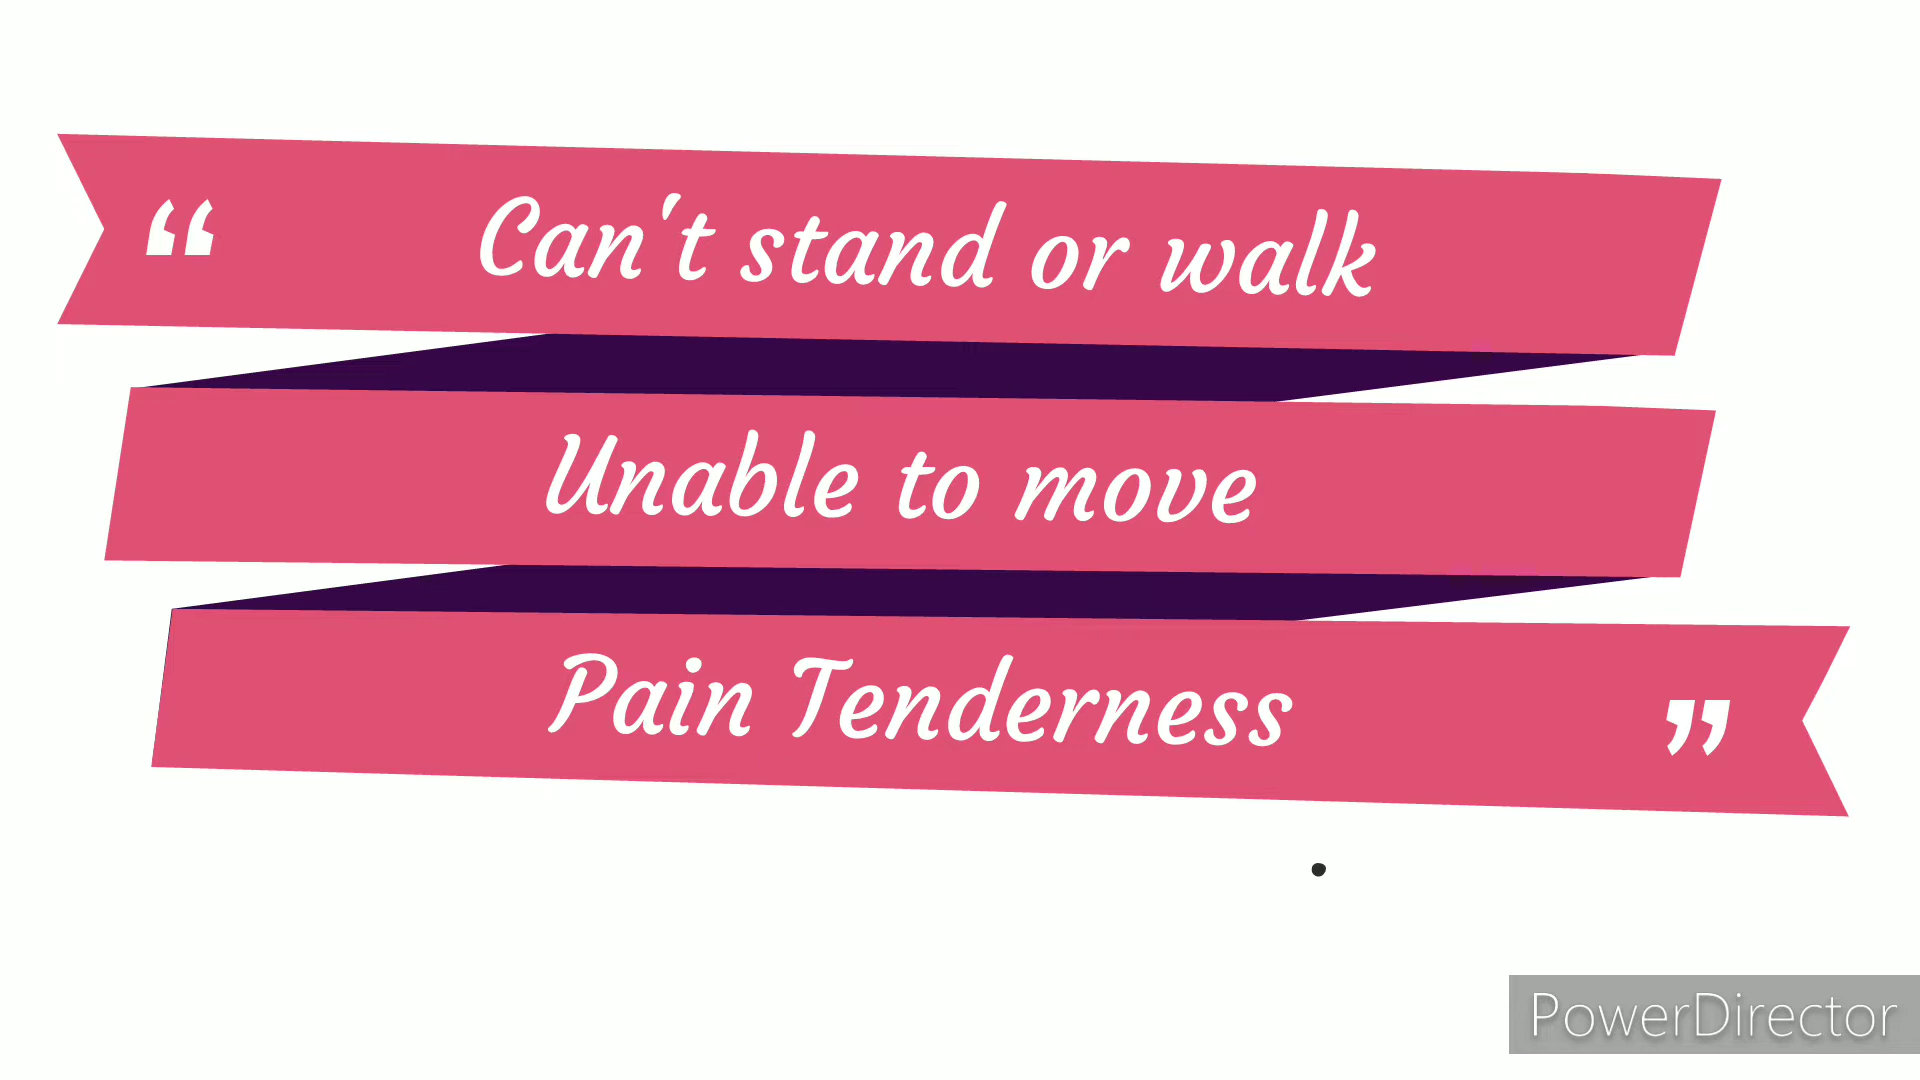 “ Can't stand or walk
Unable to move
Pain Tenderness ”
PowerDirector